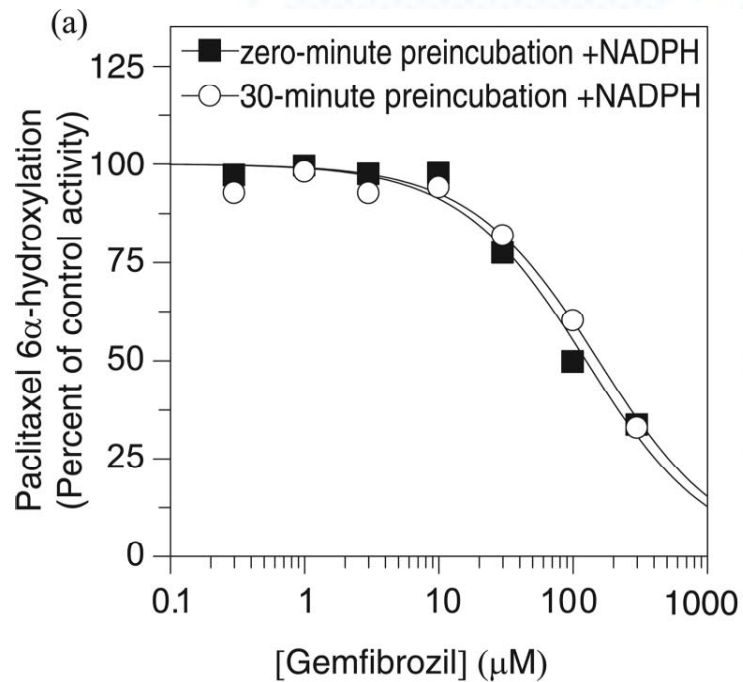 (a)
zero-minute preincubation +NADPH
30-minute preincubation +NADPH
Paclitaxel 6α-hydroxylation
(Percent of control activity)
125
100
75
50
25
0
0.1 1 10 100 1000
[Gemfibrozil] (μM)